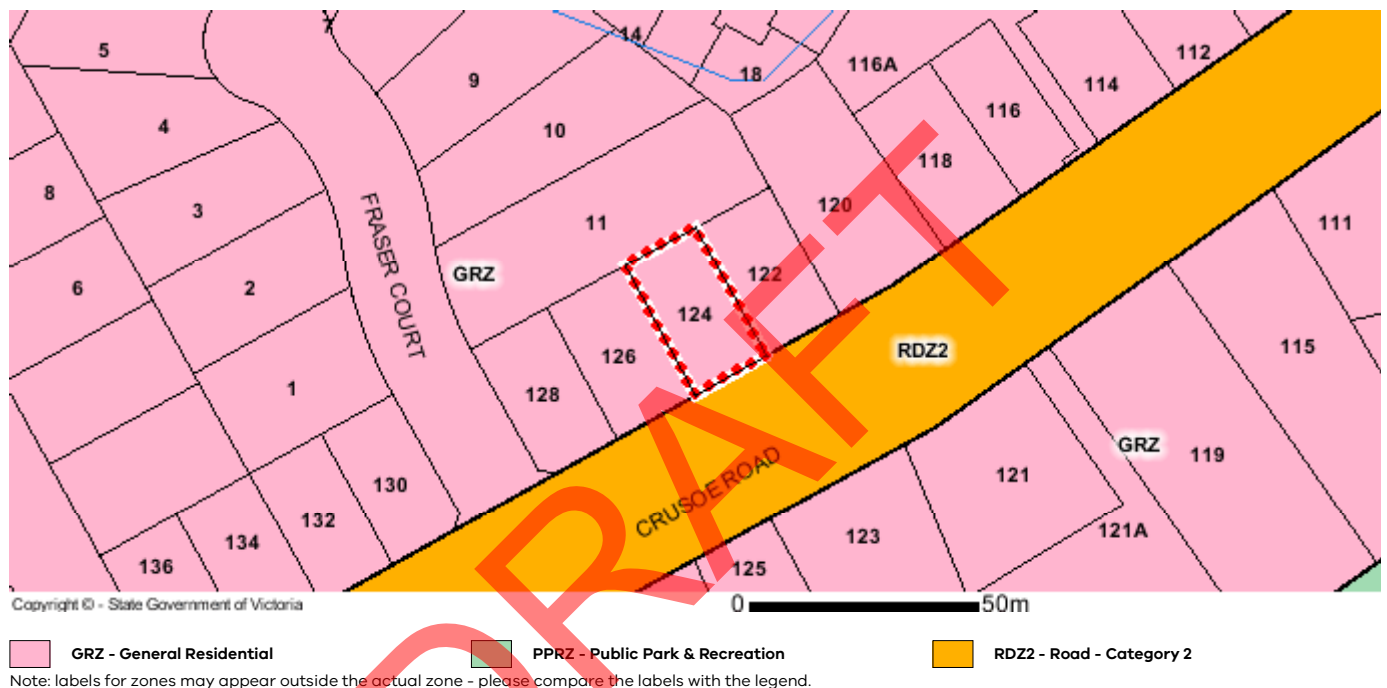 7
14
5
112
116A
18
9
114
116
4
10
118
8
3
120
11
111
FRASER COURT
6
GRZ
122
2
124
115
RDZ2
126
1
128
GRZ
119
CRUSOE ROAD
121
130
132
121A
123
134
136
125
DRAFT
Copyright © - State Government of Victoria
0 50m
GRZ - General Residential
PPRZ - Public Park & Recreation
RDZ2 - Road - Category 2
Note: labels for zones may appear outside the actual zone - please compare the labels with the legend.